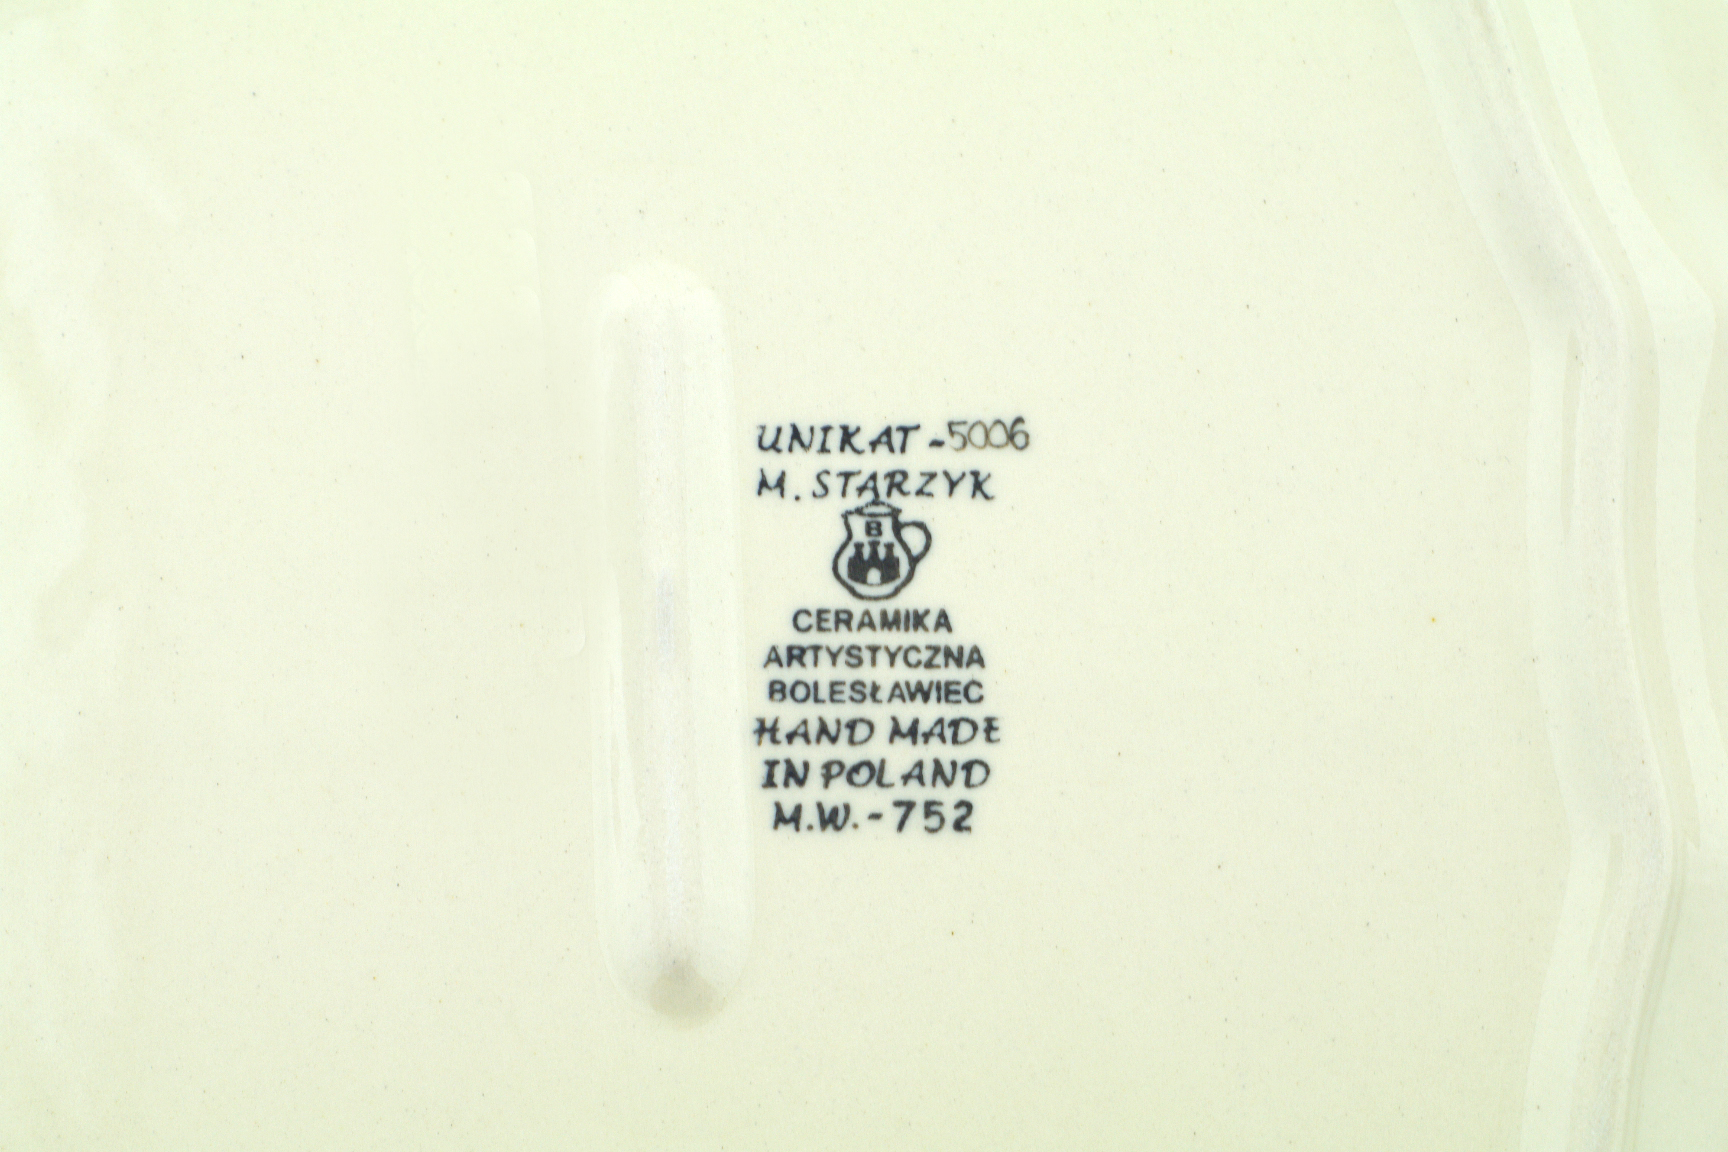 UNIKAT -5006
M. STARZYK
B
CERAMIKA
ARTYSTYCZNA
BOLESŁAWIEC
HAND MADE
IN POLAND
M.W.-752